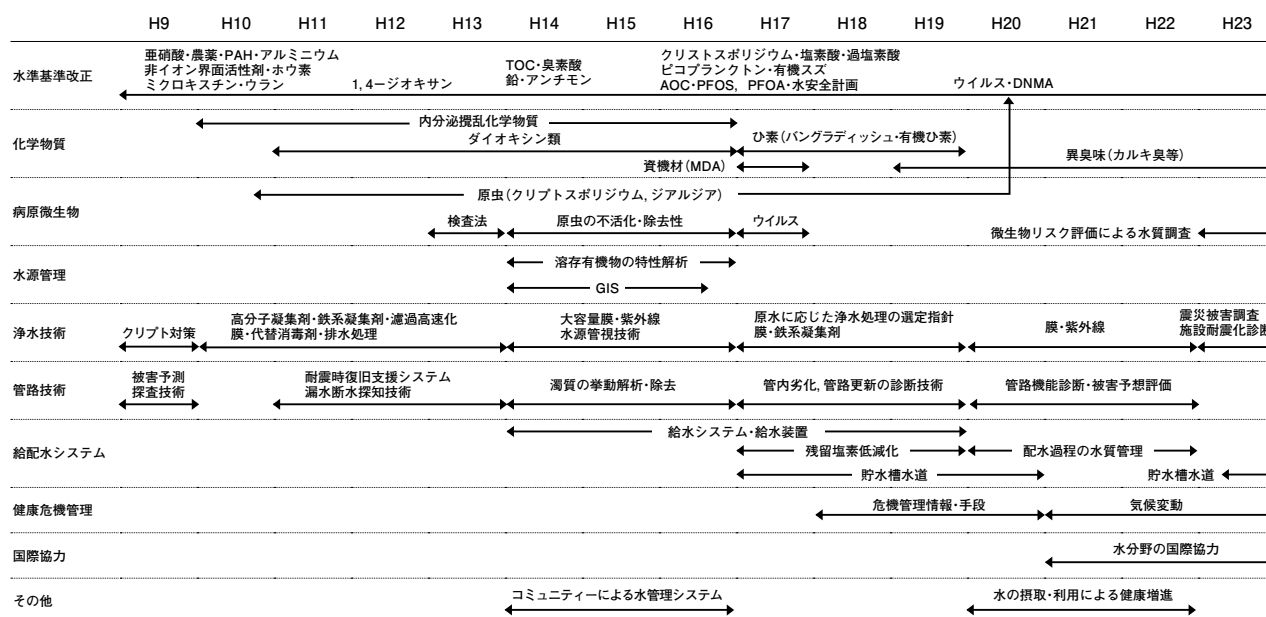 H9 H10 H11 H12 H13 H14 H15 H16 H17 H18 H19 H20 H21 H22 H23
水準基準改正
亜硝酸・農薬・PAH・アルミニウム
非イオン界面活性剤・ホウ素
ミクロキスチン・ウラン
1,4−ジオキサン
TOC・臭素酸
鉛・アンチモン
クリストスポリジウム・塩素酸・過塩素酸
ピコプランクトン・有機スズ
AOC・PFOS, PFOA・水安全計画
ウイルス・DNMA
化学物質
内分泌攪乱化学物質
ダイオキシン類
ひ素(バングラディッシュ・有機ひ素)
資機材(MDA)
異臭味(カルキ臭等)
病原微生物
原虫(クリプトスポリジウム, ジアルジア)
検査法
原虫の不活化・除去性
ウイルス
微生物リスク評価による水質調査
水源管理
溶存有機物の特性解析
GIS
浄水技術
クリプト対策
高分子凝集剤・鉄系凝集剤・濾過高速化
膜・代替消毒剤・排水処理
大容量膜・紫外線
水源管視技術
原水に応じた浄水処理の選定指針
膜・鉄系凝集剤
膜・紫外線
震災被害調査
施設耐震化診断
管路技術
被害予測
探査技術
耐震時復旧支援システム
漏水断水探知技術
濁質の挙動解析・除去
管内劣化, 管路更新の診断技術
管路機能診断・被害予想評価
給配水システム
給水システム・給水装置
残留塩素低減化
配水過程の水質管理
貯水槽水道
貯水槽水道
健康危機管理
危機管理情報・手段
気候変動
国際協力
水分野の国際協力
その他
コミュニティーによる水管理システム
水の摂取・利用による健康増進